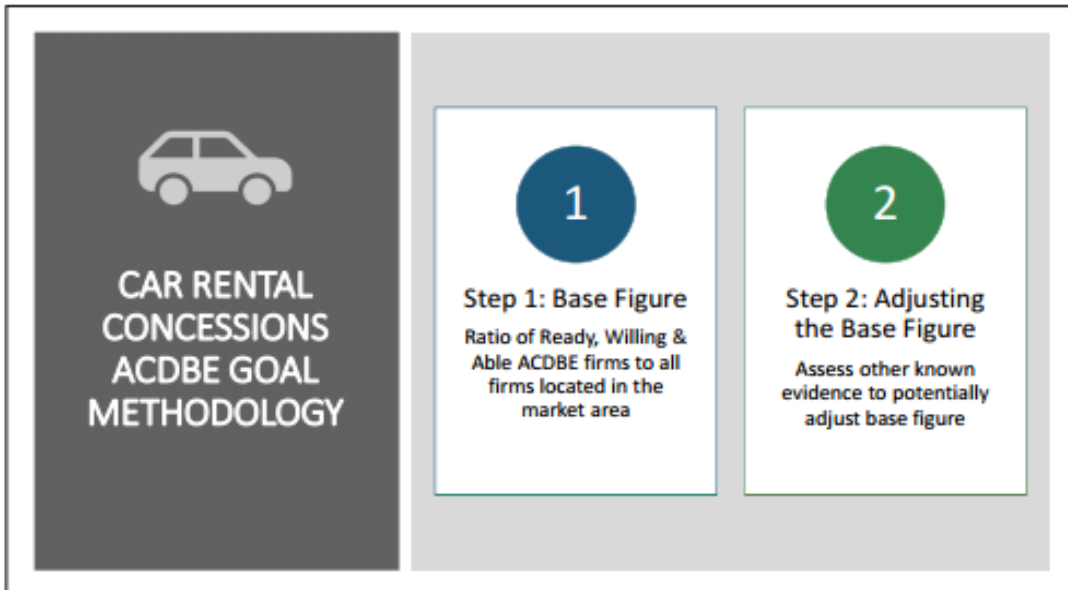 CAR RENTAL
CONCESSIONS
ACDBE GOAL
METHODOLOGY
1
Step 1: Base Figure
Ratio of Ready, Willing &
Able ACDBE firms to all
firms located in the
market area
2
Step 2: Adjusting
the Base Figure
Assess other known
evidence to potentially
adjust base figure